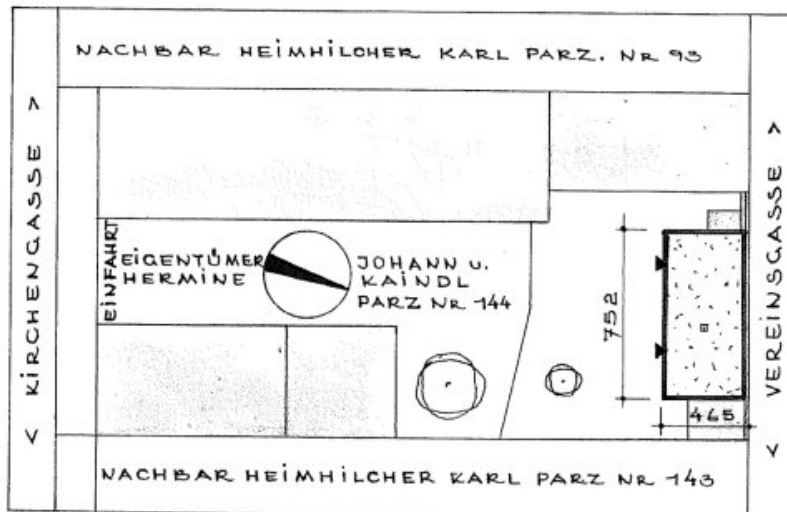 NACHBAR HEIMHILCHER KARL PARZ. NR 93
< KIRCHENGASSE >
EINFAHRT
EIGENTÜMER
HERMINE
JOHANN U.
KAINDL
PARZ NR 144
752
465
< VEREINSGASSE >
NACHBAR HEIMHILCHER KARL PARZ NR 143